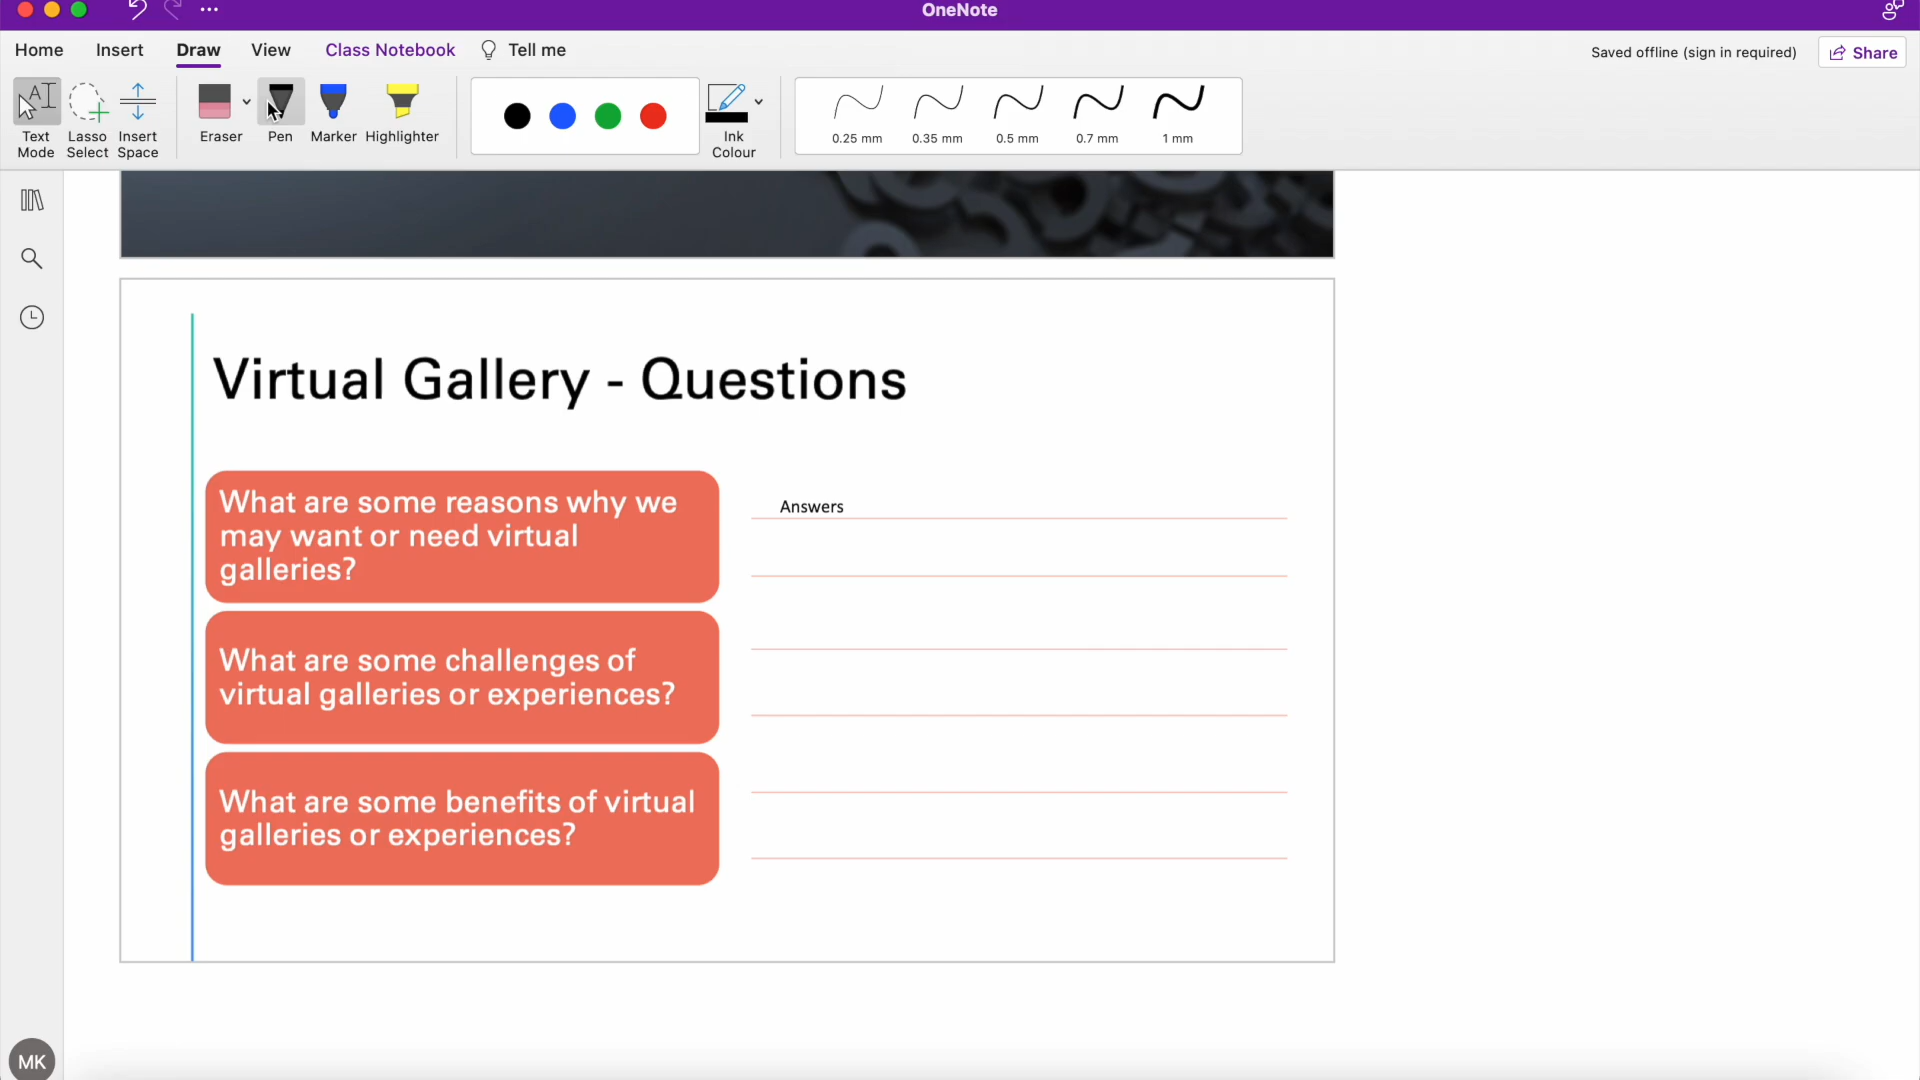 OneNote
Home Insert Draw View Class Notebook Tell me
Saved offline (sign in required) Share
Text Mode
Lasso Select
Insert Space
Eraser
Pen
Marker
Highlighter
Ink Colour
0.25 mm
0.35 mm
0.5 mm
0.7 mm
1 mm
Virtual Gallery - Questions
What are some reasons why we
may want or need virtual
galleries?
Answers
What are some challenges of
virtual galleries or experiences?
What are some benefits of virtual
galleries or experiences?
MK